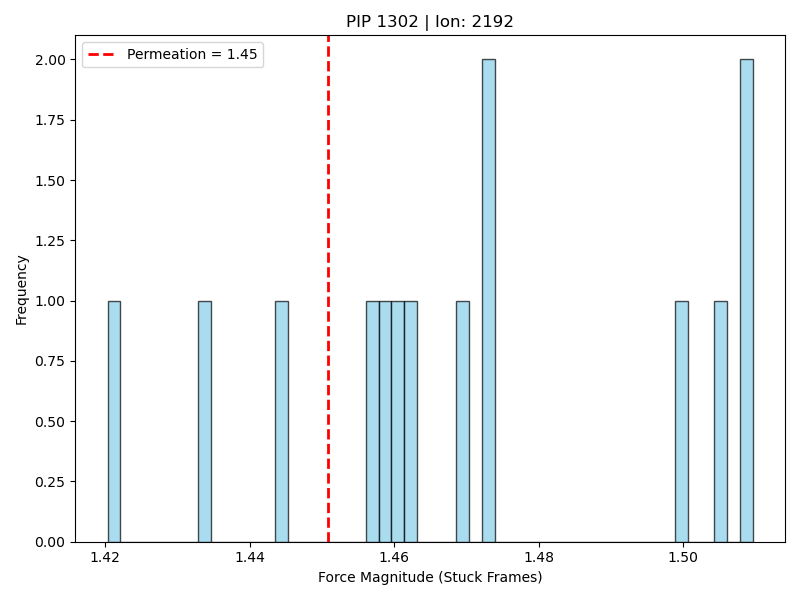 PIP 1302 | Ion: 2192
Permeation = 1.45
2.00
1.75
1.50
1.25
1.00
0.75
0.50
0.25
0.00
Frequency
1.42 1.44 1.46 1.48 1.50
Force Magnitude (Stuck Frames)